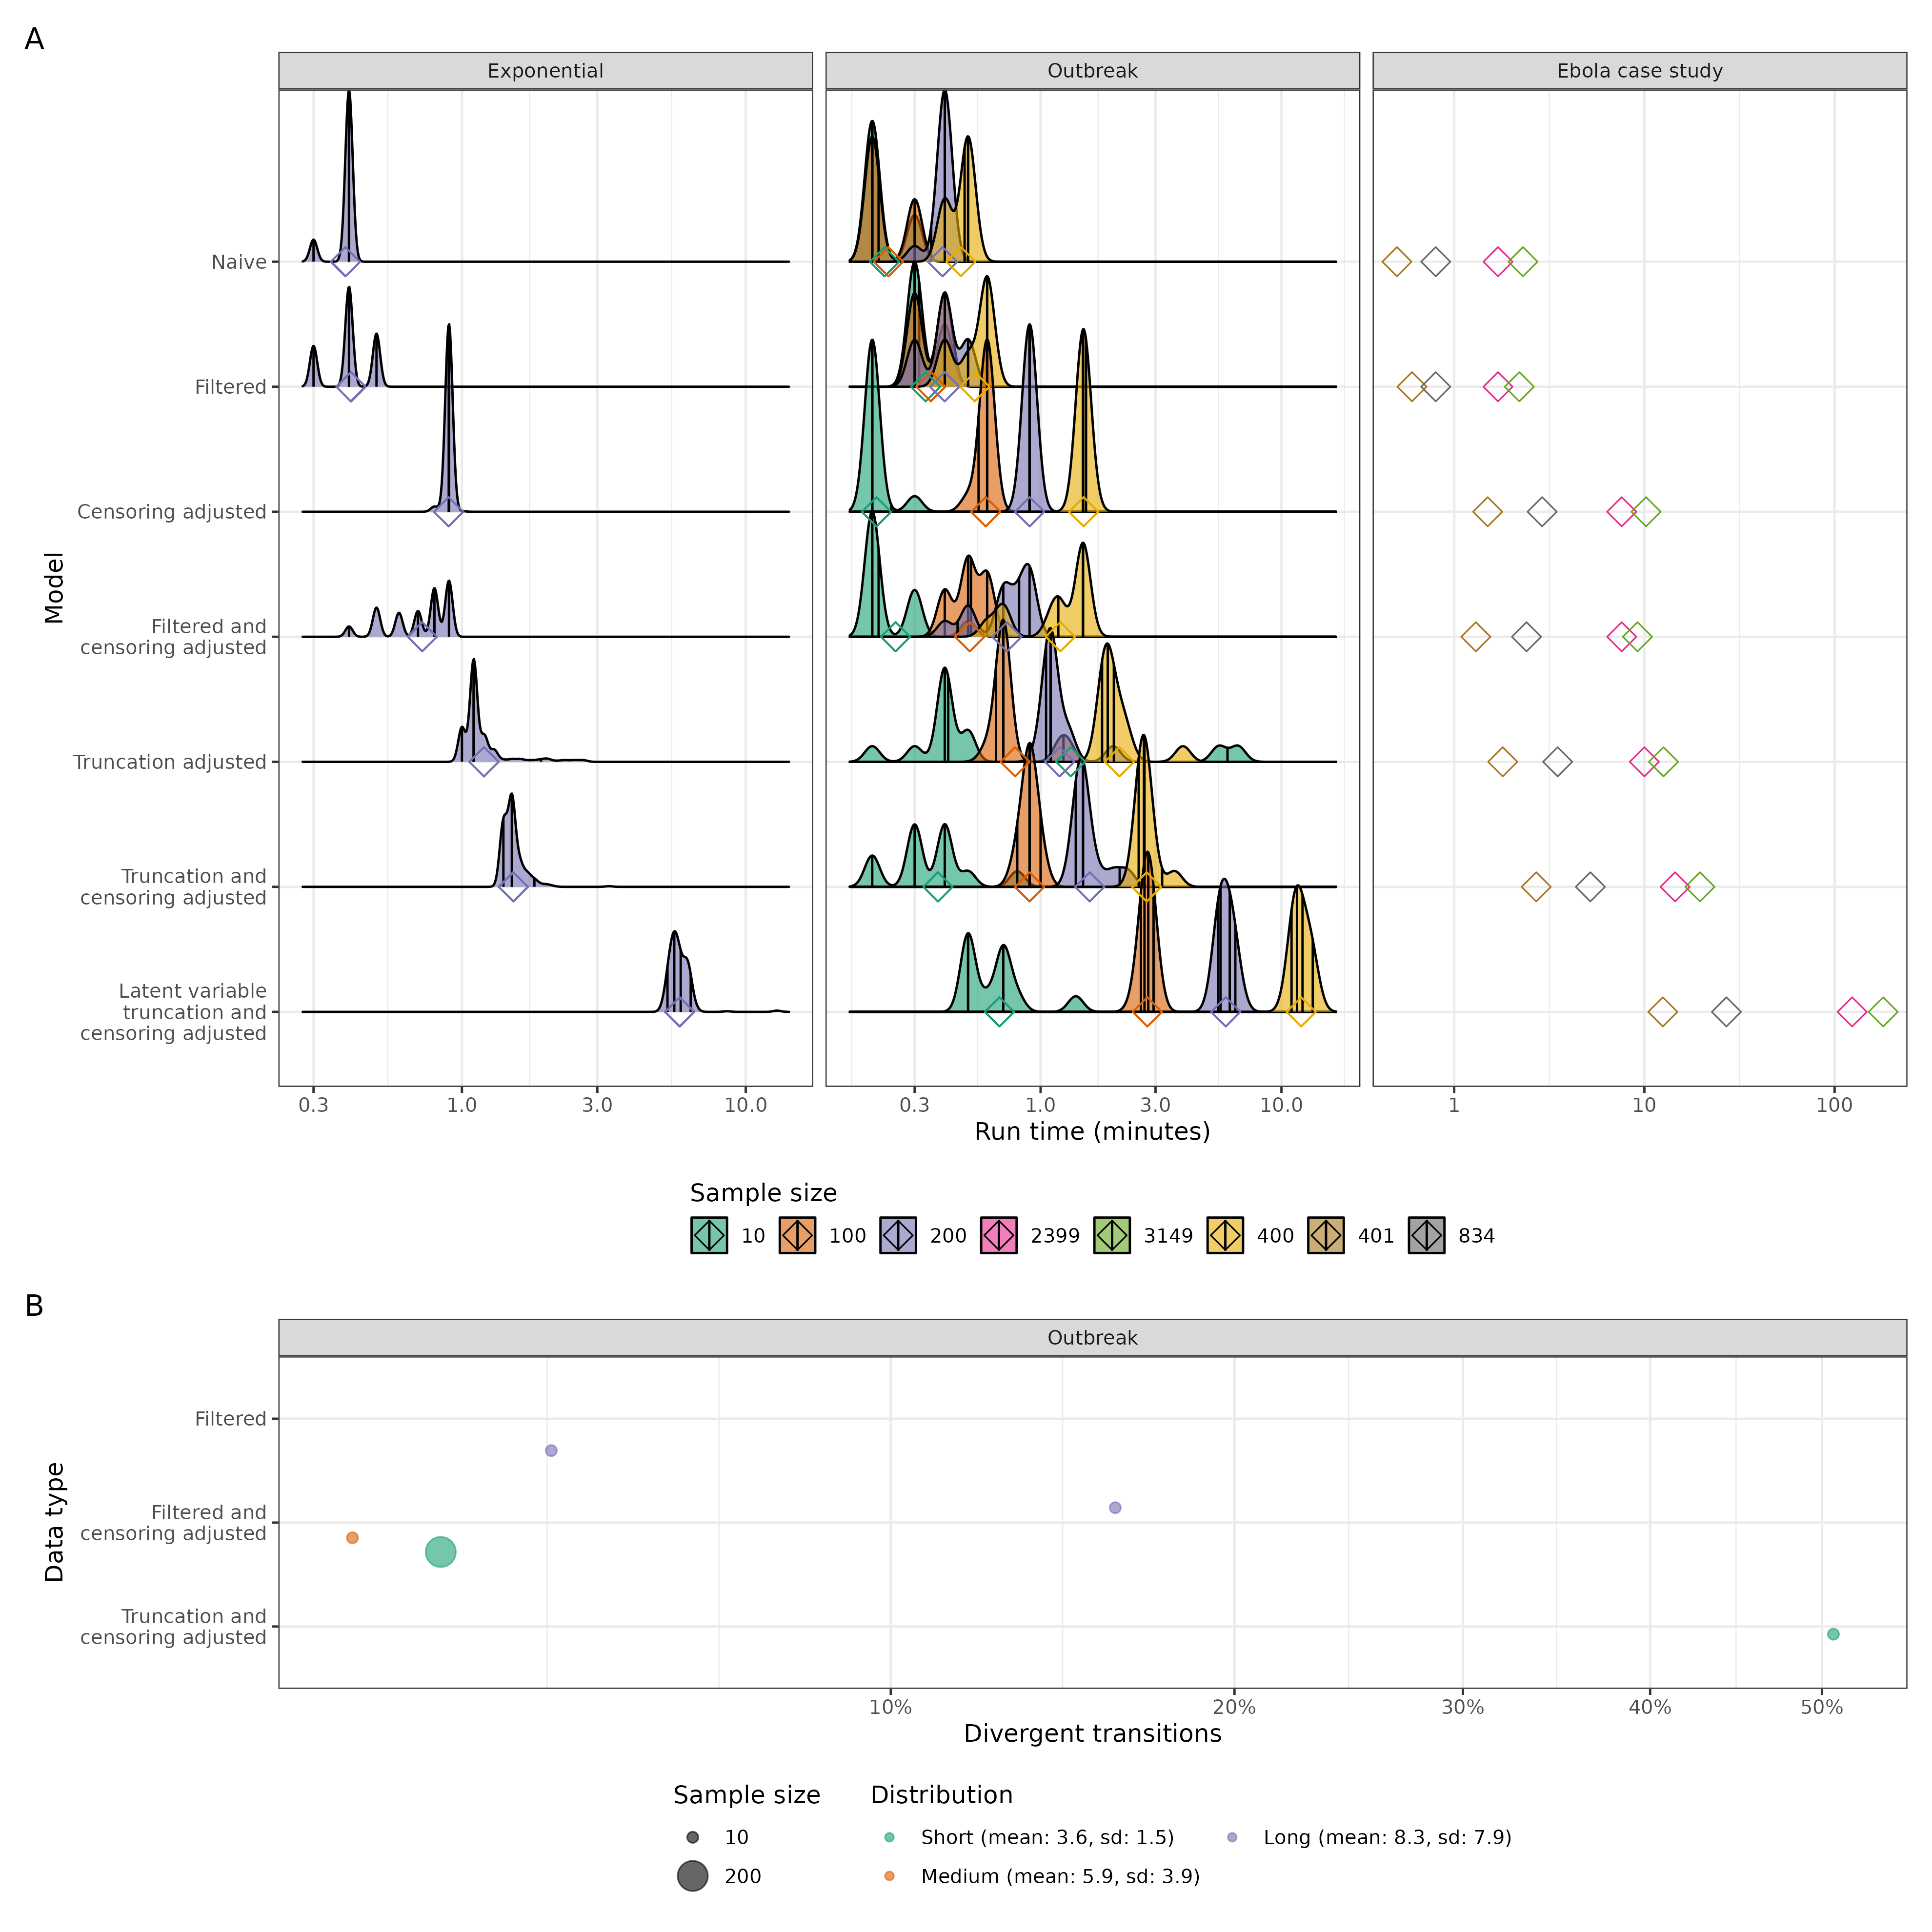 A
Exponential
Outbreak
Ebola case study
Model
Naive
Filtered
Censoring adjusted
Filtered and
censoring adjusted
Truncation adjusted
Truncation and
censoring adjusted
Latent variable
truncation and
censoring adjusted
0.3 1.0 3.0 10.0
0.3 1.0 3.0 10.0
1 10 100
Run time (minutes)
Sample size
10 100 200 2399 3149 400 401 834
B
Outbreak
Data type
Filtered
Filtered and
censoring adjusted
Truncation and
censoring adjusted
10% 20% 30% 40% 50%
Divergent transitions
Sample size
10
200
Distribution
Short (mean: 3.6, sd: 1.5)
Medium (mean: 5.9, sd: 3.9)
Long (mean: 8.3, sd: 7.9)